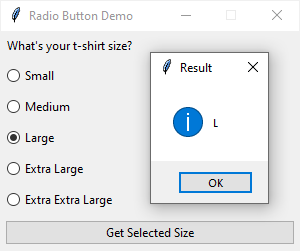 Radio Button Demo
What's your t-shirt size?
Small
Medium
Large
Extra Large
Extra Extra Large
Get Selected Size
Result
L
OK